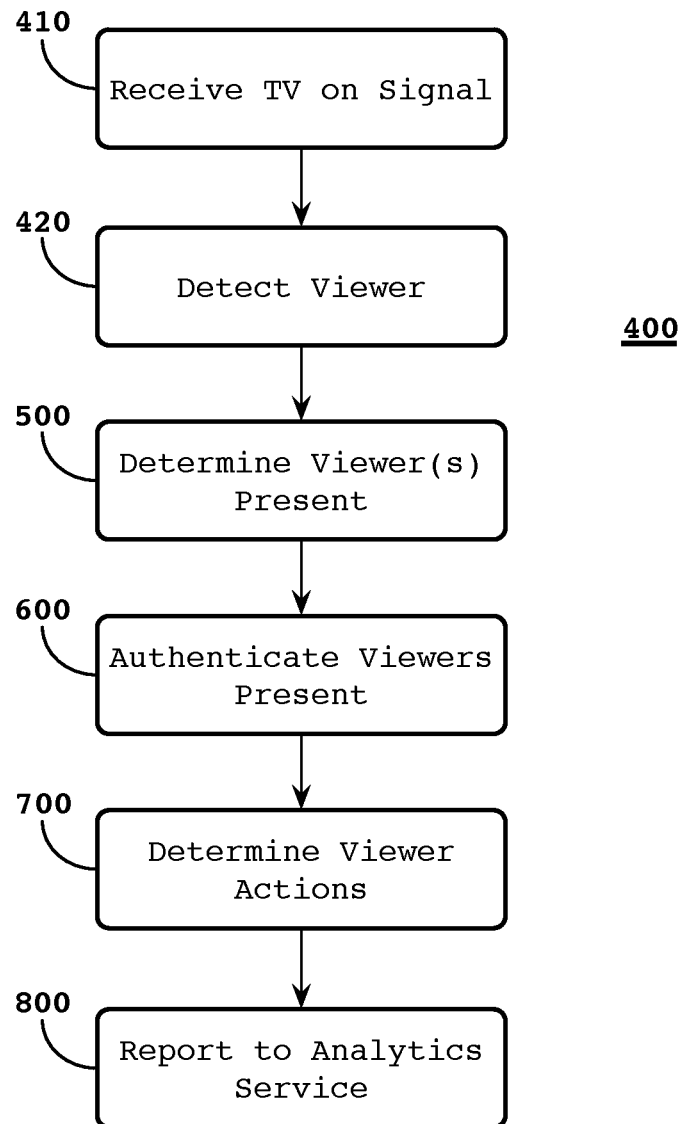 410
Receive TV on Signal
420
Detect Viewer
400
500
Determine Viewer(s)
Present
600
Authenticate Viewers
Present
700
Determine Viewer
Actions
800
Report to Analytics
Service